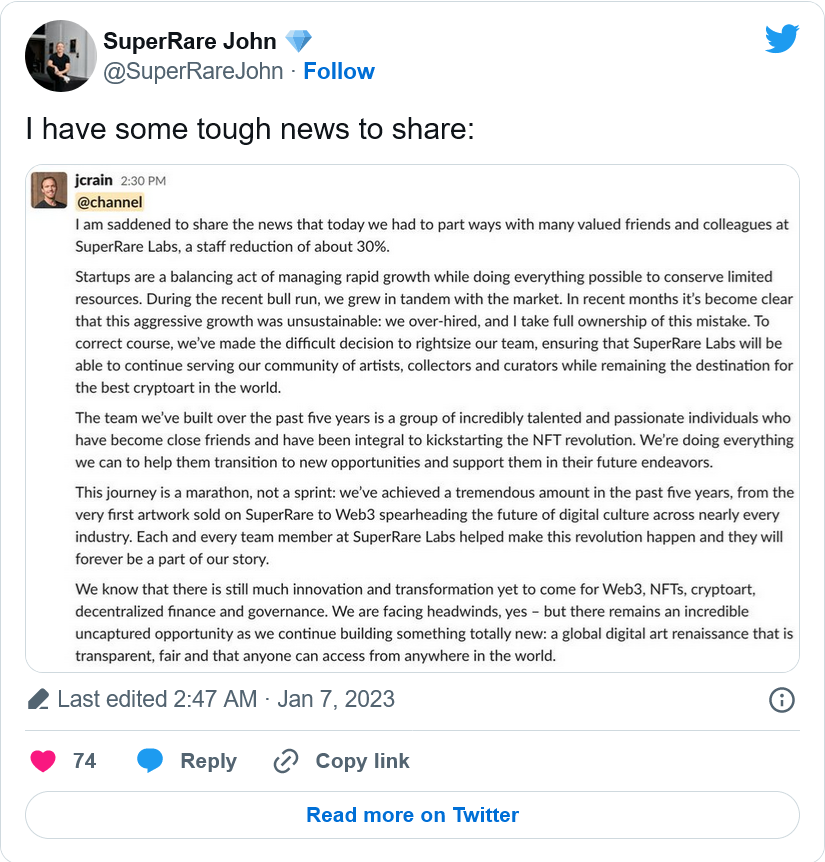 SuperRare John 💎
@SuperRareJohn · Follow
I have some tough news to share:
jcrain 2:30 PM
@channel
I am saddened to share the news that today we had to part ways with many valued friends and colleagues at
SuperRare Labs, a staff reduction of about 30%.
Startups are a balancing act of managing rapid growth while doing everything possible to conserve limited
resources. During the recent bull run, we grew in tandem with the market. In recent months it’s become clear
that this aggressive growth was unsustainable: we over-hired, and I take full ownership of this mistake. To
correct course, we’ve made the difficult decision to rightsize our team, ensuring that SuperRare Labs will be
able to continue serving our community of artists, collectors and curators while remaining the destination for
the best cryptoart in the world.
The team we’ve built over the past five years is a group of incredibly talented and passionate individuals who
have become close friends and have been integral to kickstarting the NFT revolution. We’re doing everything
we can to help them transition to new opportunities and support them in their future endeavors.
This journey is a marathon, not a sprint: we’ve achieved a tremendous amount in the past five years, from the
very first artwork sold on SuperRare to Web3 spearheading the future of digital culture across nearly every
industry. Each and every team member at SuperRare Labs helped make this revolution happen and they will
forever be a part of our story.
We know that there is still much innovation and transformation yet to come for Web3, NFTs, cryptoart,
decentralized finance and governance. We are facing headwinds, yes – but there remains an incredible
uncaptured opportunity as we continue building something totally new: a global digital art renaissance that is
transparent, fair and that anyone can access from anywhere in the world.
Last edited 2:47 AM · Jan 7, 2023
74 Reply Copy link
Read more on Twitter